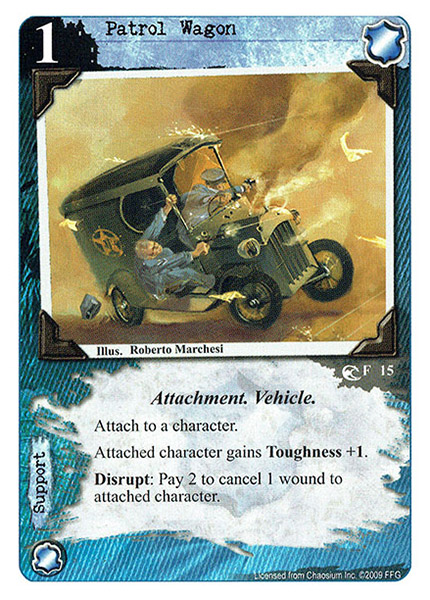 1
Patrol Wagon
Illus. Roberto Marchesi
F 15
Attachment. Vehicle.
Attach to a character.
Attached character gains Toughness +1.
Disrupt: Pay 2 to cancel 1 wound to
attached character.
Support
Licensed from Chaosium Inc. ©2009 FFG